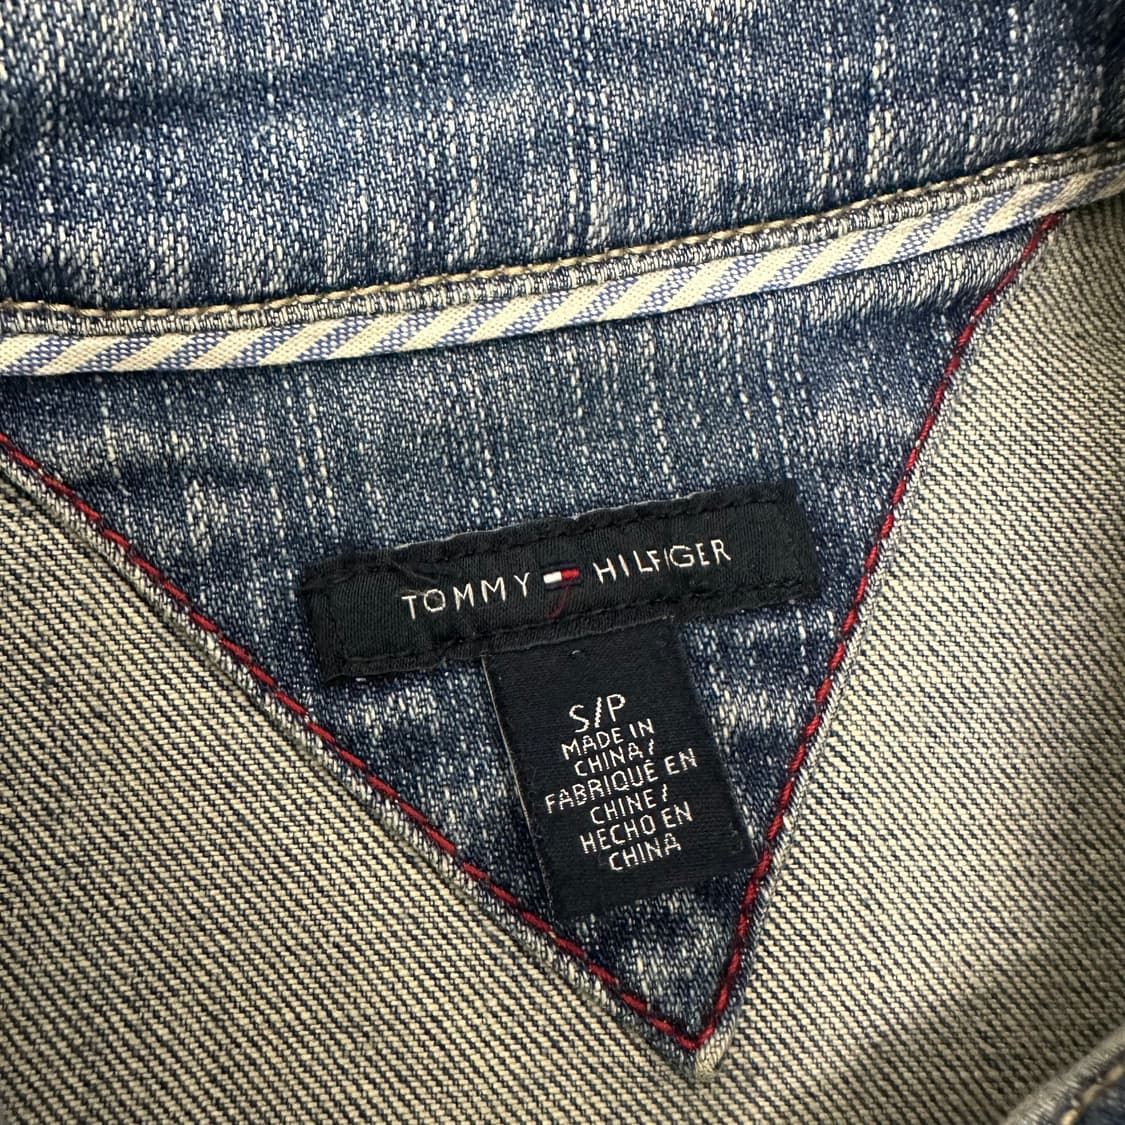 TOMMY HILFIGER
S/P
MADE IN
CHINA/
FABRIQUÉ EN
CHINE/
HECHO EN
CHINA